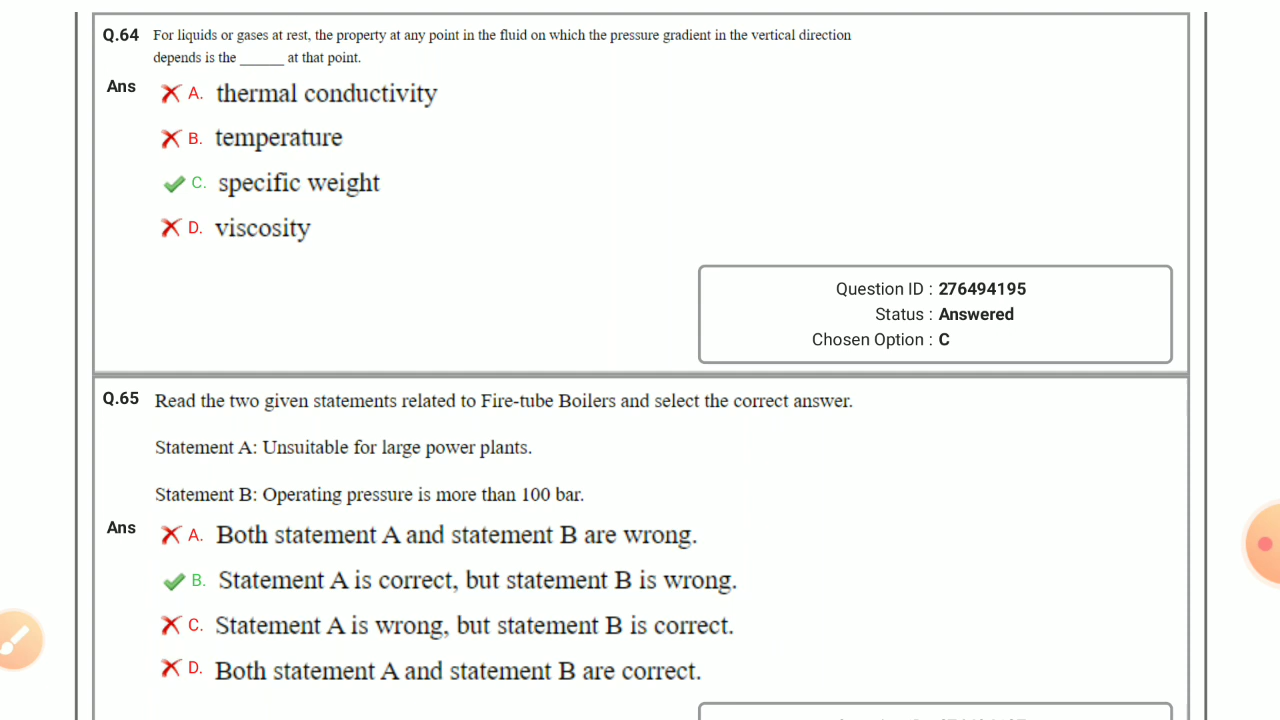 Q.64 For liquids or gases at rest, the property at any point in the fluid on which the pressure gradient in the vertical direction
depends is the ______ at that point.
Ans A. thermal conductivity
B. temperature
C. specific weight
D. viscosity
Question ID : 276494195
Status : Answered
Chosen Option : C
Q.65 Read the two given statements related to Fire-tube Boilers and select the correct answer.
Statement A: Unsuitable for large power plants.
Statement B: Operating pressure is more than 100 bar.
Ans A. Both statement A and statement B are wrong.
B. Statement A is correct, but statement B is wrong.
C. Statement A is wrong, but statement B is correct.
D. Both statement A and statement B are correct.